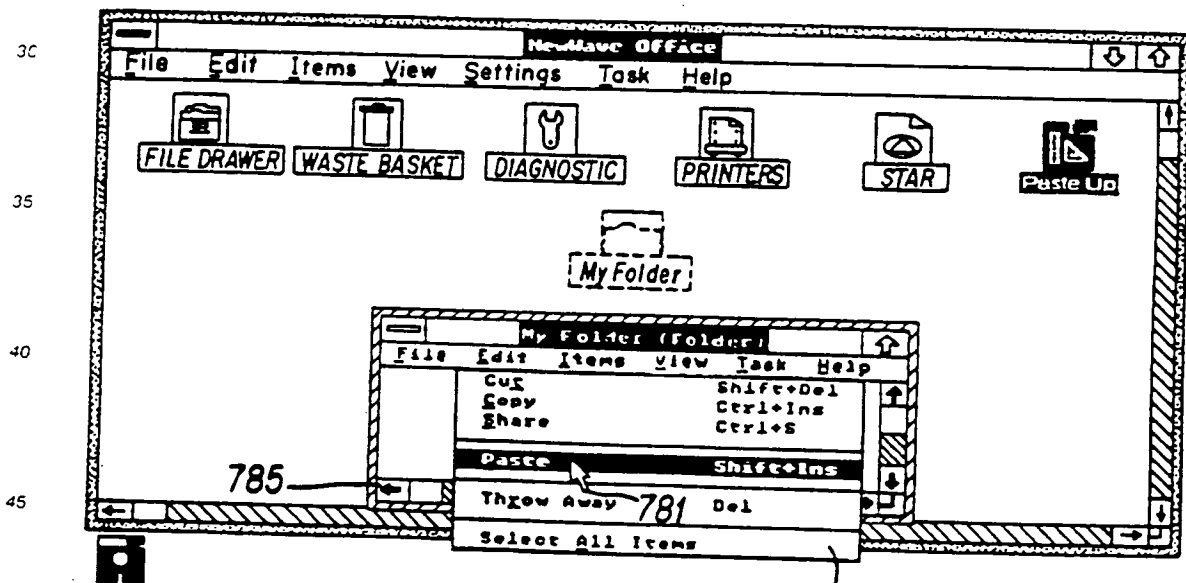 30
NewWave Office
File Edit Items View Settings Task Help
FILE DRAWER WASTE BASKET DIAGNOSTIC PRINTERS STAR Paste Up
35
My Folder
My Folder (Folder)
40
File Edit Items View Task Help
Cut Shift+Del
Copy Ctrl+Ins
Share Ctrl+S
Paste Shift+Ins
785
781
45
Throw Away Del
Select All Items